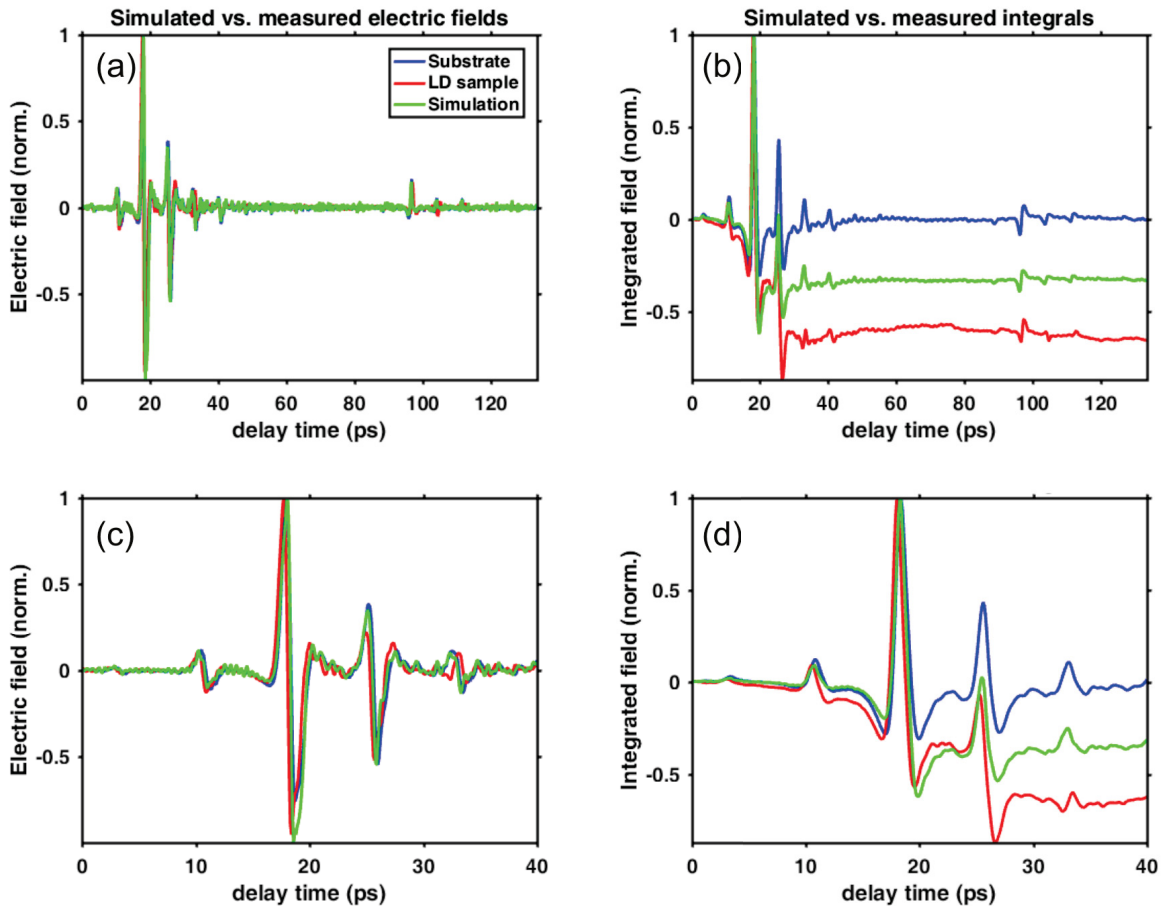 Simulated vs. measured electric fields
(a)
Substrate
LD sample
Simulation
1
0.5
0
-0.5
Electric field (norm.)
0 20 40 60 80 100 120
delay time (ps)
Simulated vs. measured integrals
(b)
1
0.5
0
-0.5
Integrated field (norm.)
0 20 40 60 80 100 120
delay time (ps)
(c)
1
0.5
0
-0.5
Electric field (norm.)
0 10 20 30 40
delay time (ps)
(d)
1
0.5
0
-0.5
Integrated field (norm.)
0 10 20 30 40
delay time (ps)